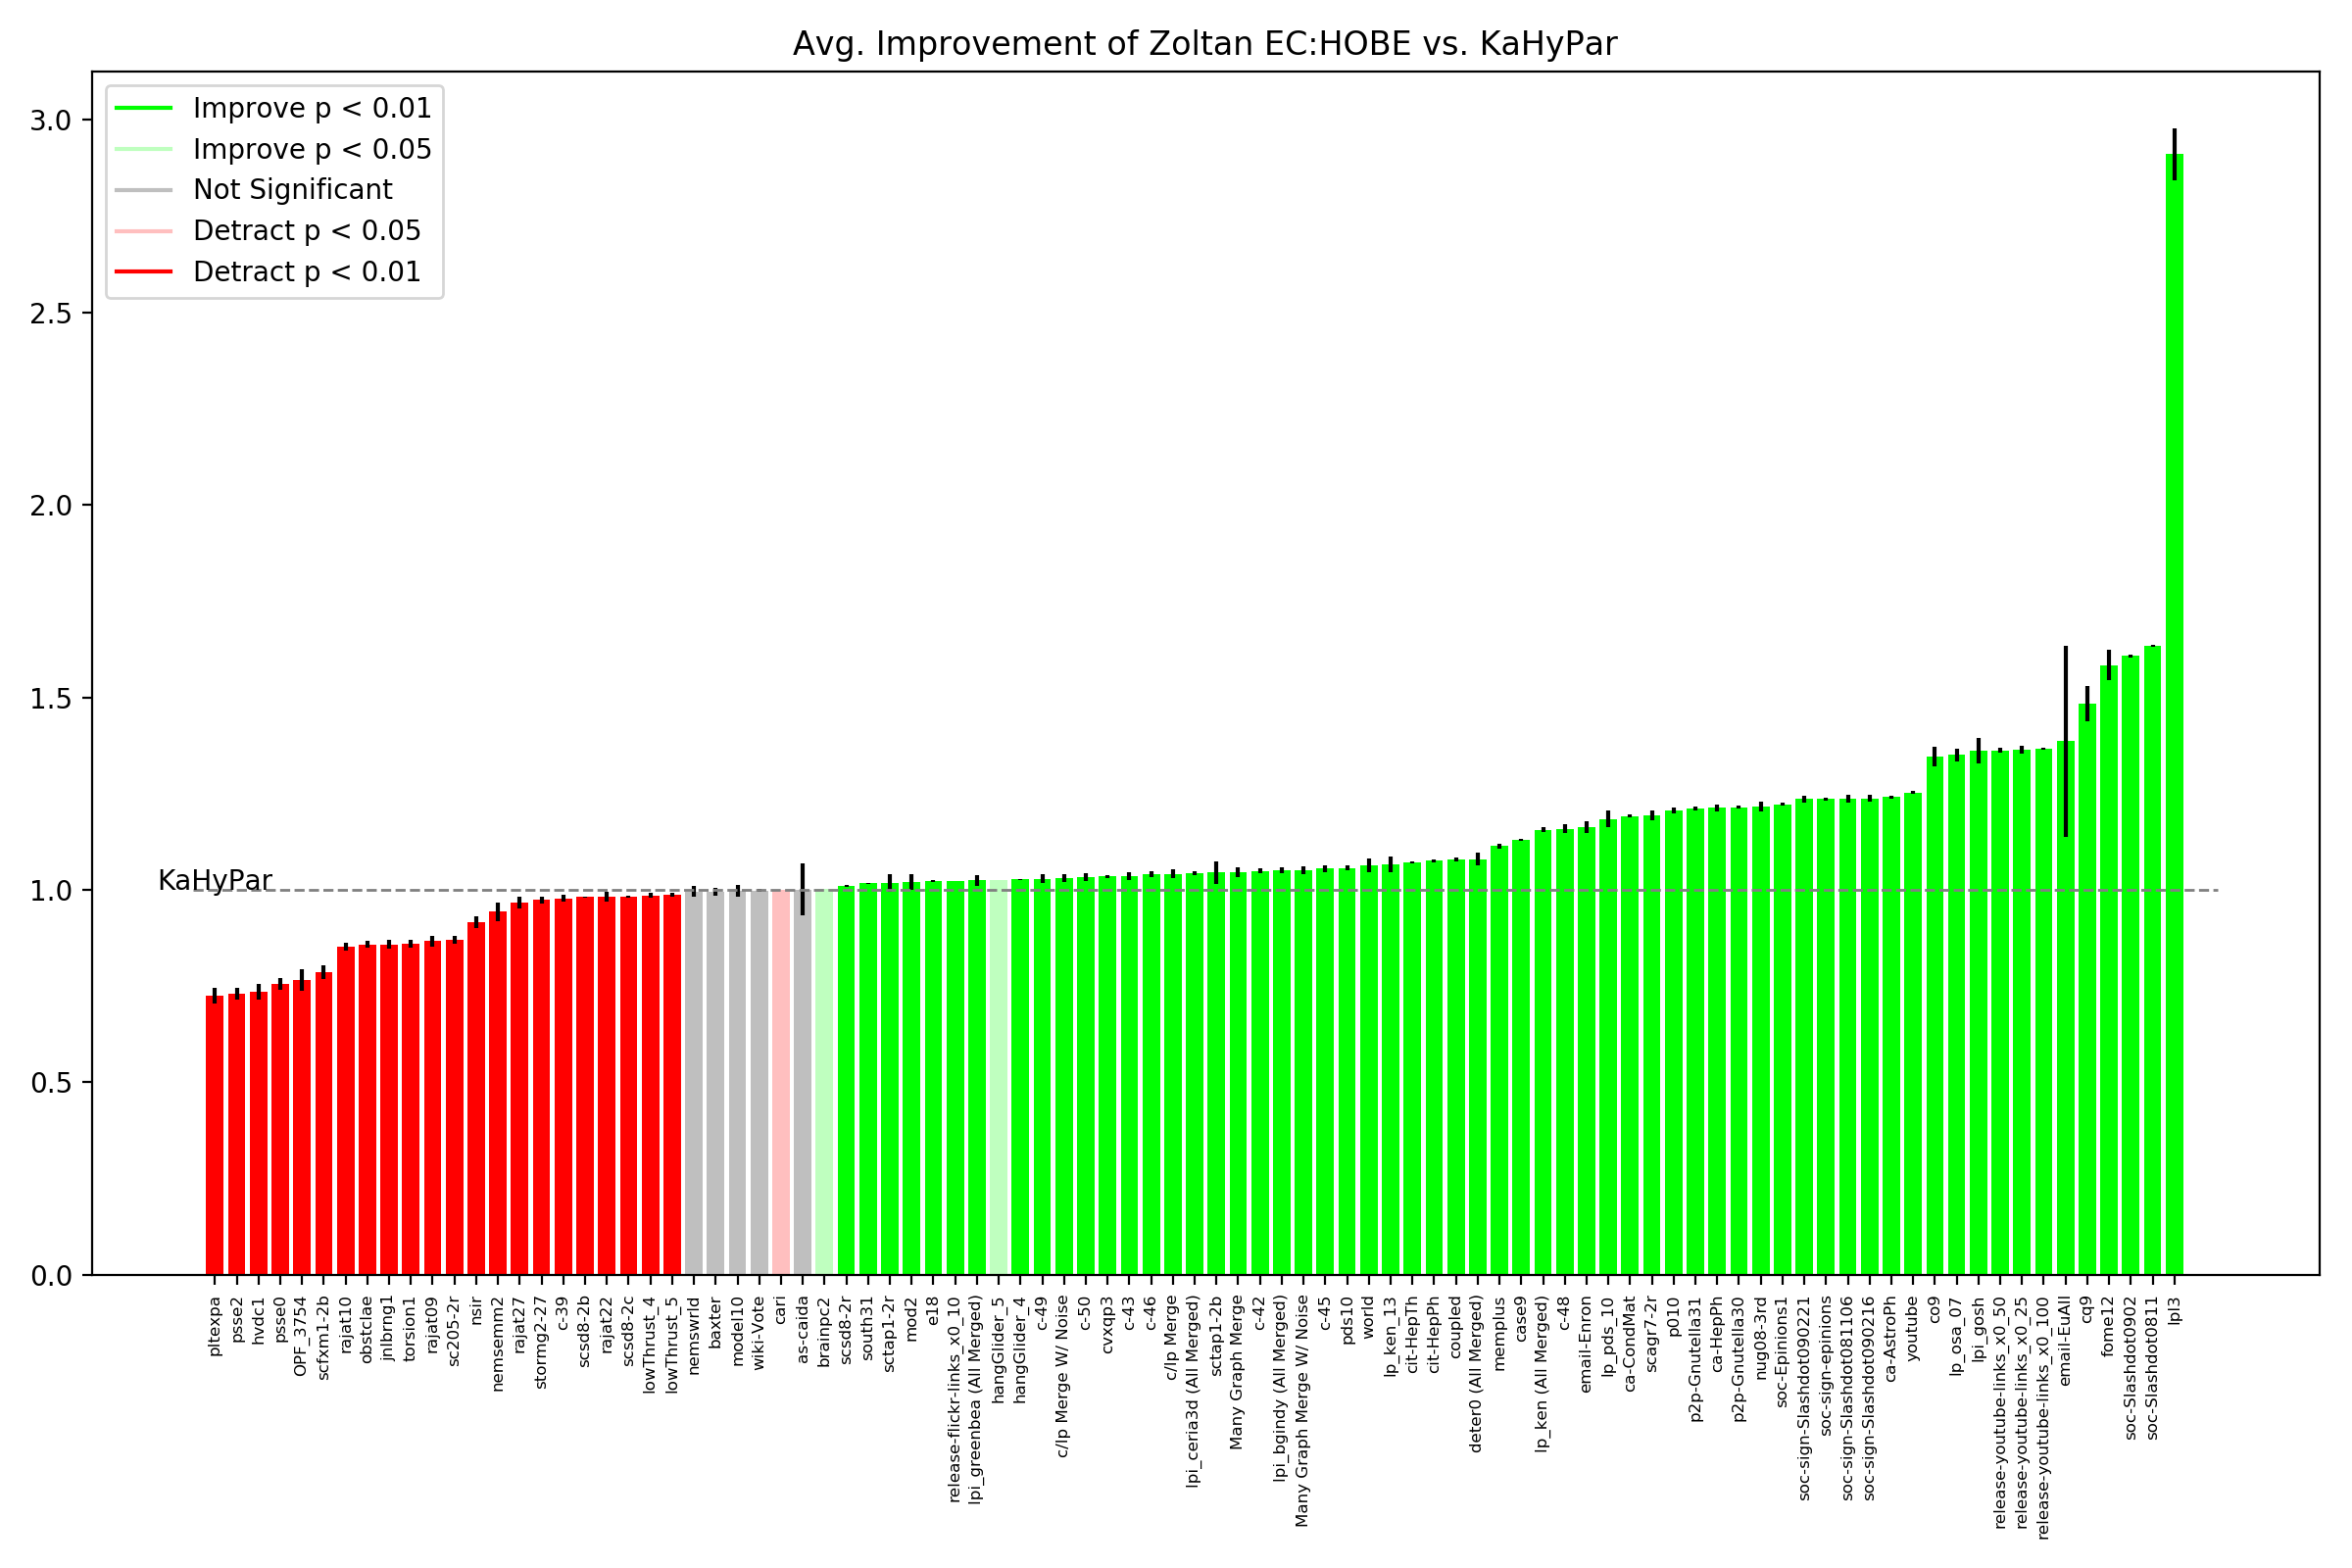 Avg. Improvement of Zoltan EC:HOBE vs. KaHyPar
Improve p < 0.01
Improve p < 0.05
Not Significant
Detract p < 0.05
Detract p < 0.01
3.0
2.5
2.0
1.5
1.0
0.5
0.0
KaHyPar
pltexpa
psse2
hvdc1
psse0
OPF_3754
scfxm1-2b
rajat10
obstclae
jnlbrng1
torsion1
rajat09
sc205-2r
nsir
nemsemm2
rajat27
stormg2-27
c-39
scsd8-2b
rajat22
scsd8-2c
lowThrust_4
lowThrust_5
nemswrld
baxter
model10
wiki-Vote
cari
as-caida
brainpc2
scsd8-2r
south31
sctap1-2r
mod2
e18
release-flickr-links_x0_10
lpi_greenbea (All Merged)
hangGlider_5
hangGlider_4
c-49
c/lp Merge W/ Noise
c-50
cvxqp3
c-43
c-46
c/lp Merge
lpi_ceria3d (All Merged)
sctap1-2b
Many Graph Merge
c-42
lpi_bgindy (All Merged)
Many Graph Merge W/ Noise
c-45
pds10
world
lp_ken_13
cit-HepTh
cit-HepPh
coupled
deter0 (All Merged)
memplus
case9
lp_ken (All Merged)
c-48
email-Enron
lp_pds_10
ca-CondMat
scagr7-2r
p010
p2p-Gnutella31
ca-HepPh
p2p-Gnutella30
nug08-3rd
soc-Epinions1
soc-sign-Slashdot090221
soc-sign-epinions
soc-sign-Slashdot081106
soc-sign-Slashdot090216
ca-AstroPh
youtube
co9
lp_osa_07
lpi_gosh
release-youtube-links_x0_50
release-youtube-links_x0_25
release-youtube-links_x0_100
email-EuAll
cq9
fome12
soc-Slashdot0902
soc-Slashdot0811
lpl3